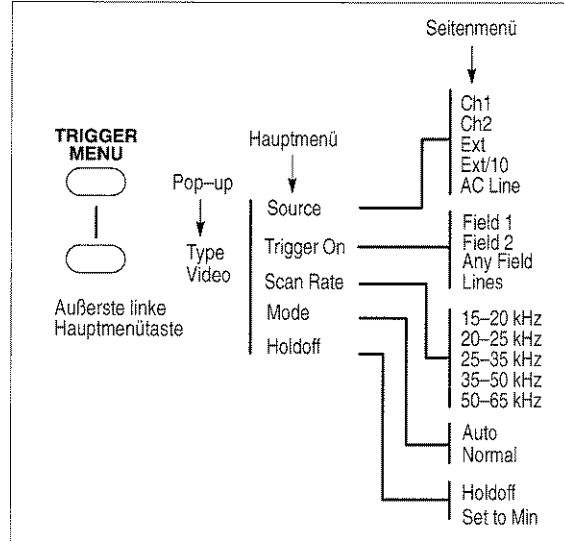 Seitenmenü
Ch1
Ch2
Ext
Ext/10
AC Line
TRIGGER
MENU
Hauptmenü
Pop–up
Type
Video
Source
Trigger On
Scan Rate
Mode
Holdoff
Field 1
Field 2
Any Field
Lines
Außerste linke
Hauptmenütaste
15–20 kHz
20–25 kHz
25–35 kHz
35–50 kHz
50–65 kHz
Auto
Normal
Holdoff
Set to Min